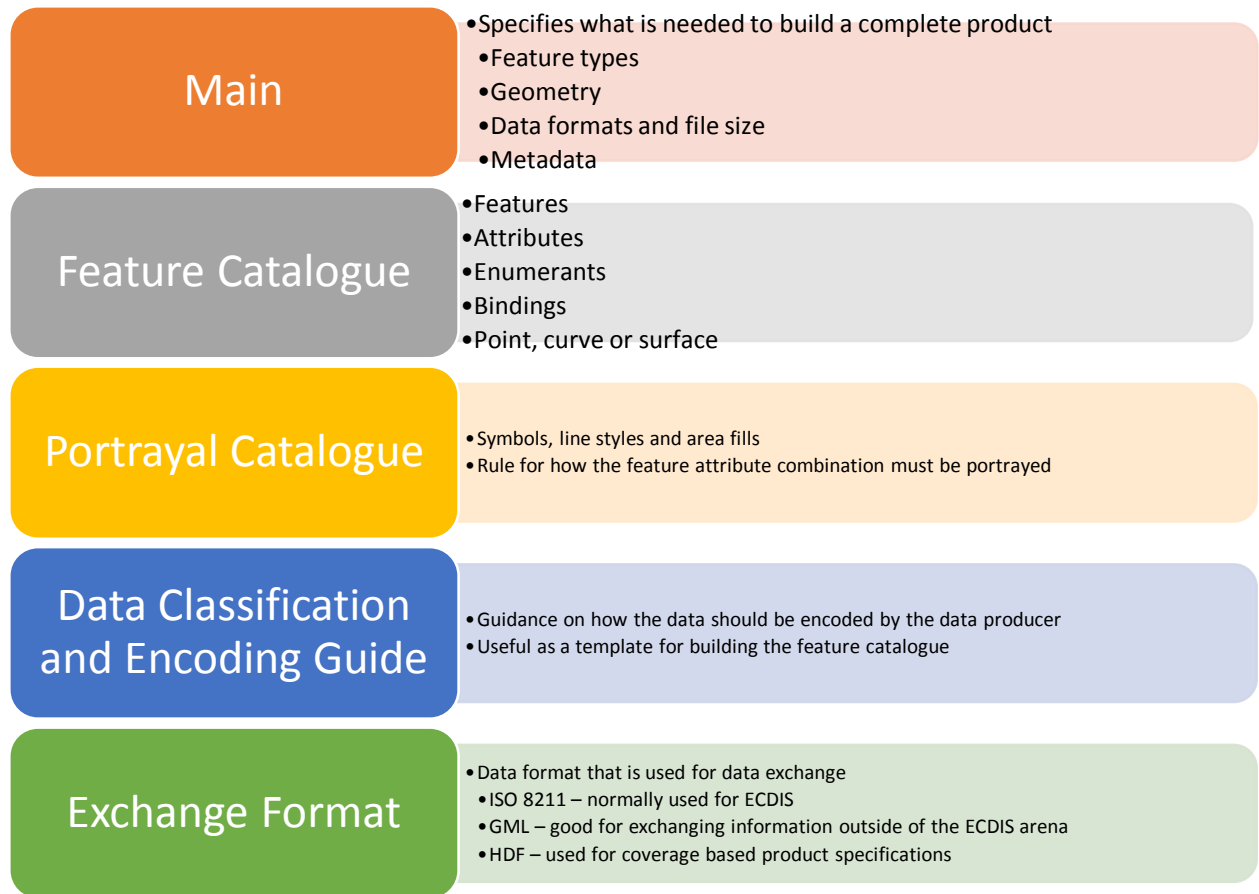 Main
•Specifies what is needed to build a complete product
•Feature types
•Geometry
•Data formats and file size
•Metadata
Feature Catalogue
•Features
•Attributes
•Enumerants
•Bindings
•Point, curve or surface
Portrayal Catalogue
•Symbols, line styles and area fills
•Rule for how the feature attribute combination must be portrayed
Data Classification
and Encoding Guide
•Guidance on how the data should be encoded by the data producer
•Useful as a template for building the feature catalogue
Exchange Format
•Data format that is used for data exchange
•ISO 8211 – normally used for ECDIS
•GML – good for exchanging information outside of the ECDIS arena
•HDF – used for coverage based product specifications